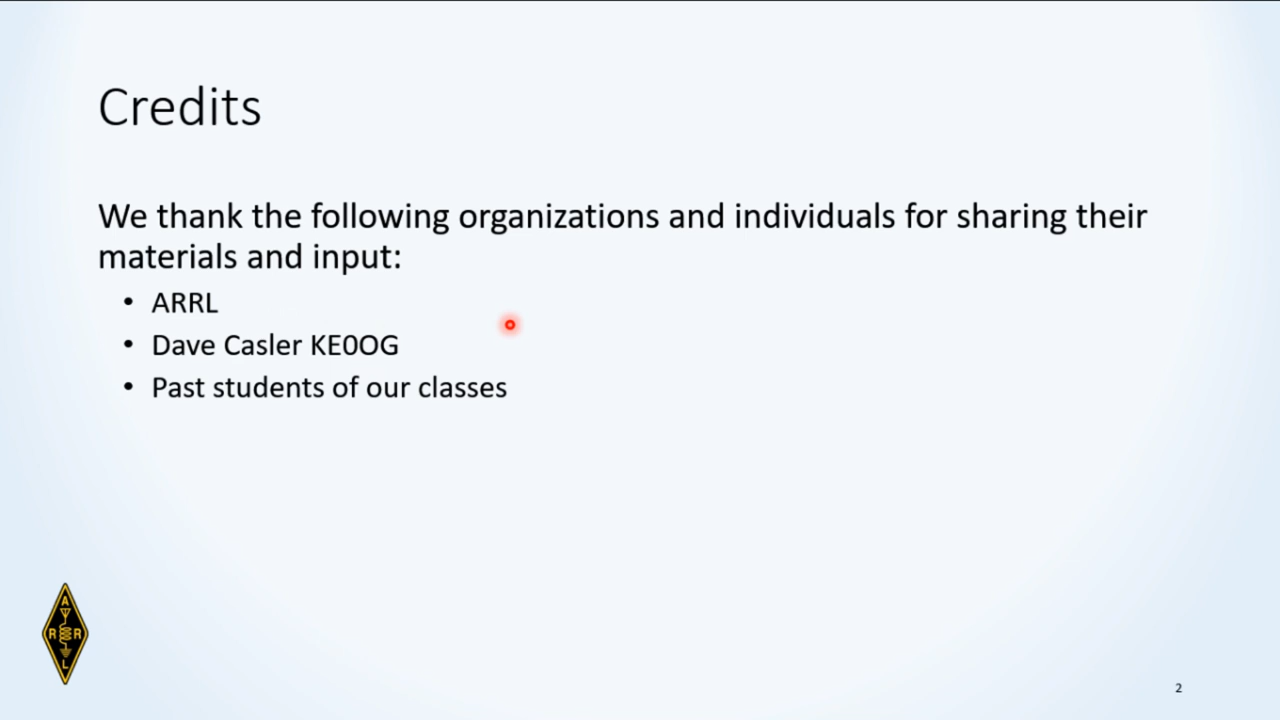 Credits
We thank the following organizations and individuals for sharing their
materials and input:
• ARRL
• Dave Casler KE0OG
• Past students of our classes
A
R R
L
2